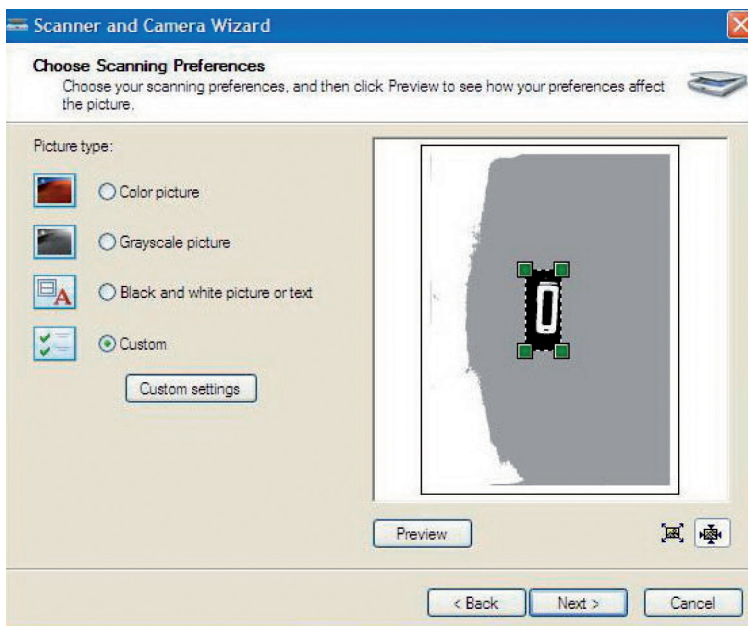 Scanner and Camera Wizard
Choose Scanning Preferences
Choose your scanning preferences, and then click Preview to see how your preferences affect
the picture.
Picture type:
Color picture
Grayscale picture
A
Black and white picture or text
Custom
Custom settings
Preview
< Back
Next >
Cancel